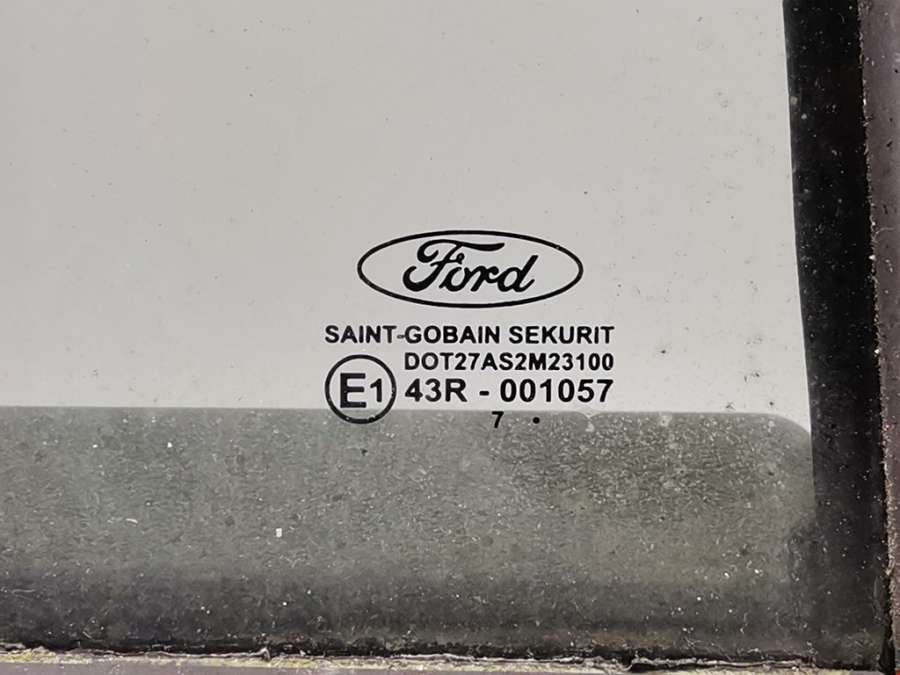 Ford
SAINT-GOBAIN SEKURIT
DOT27AS2M23100
E1 43R - 001057
7 •